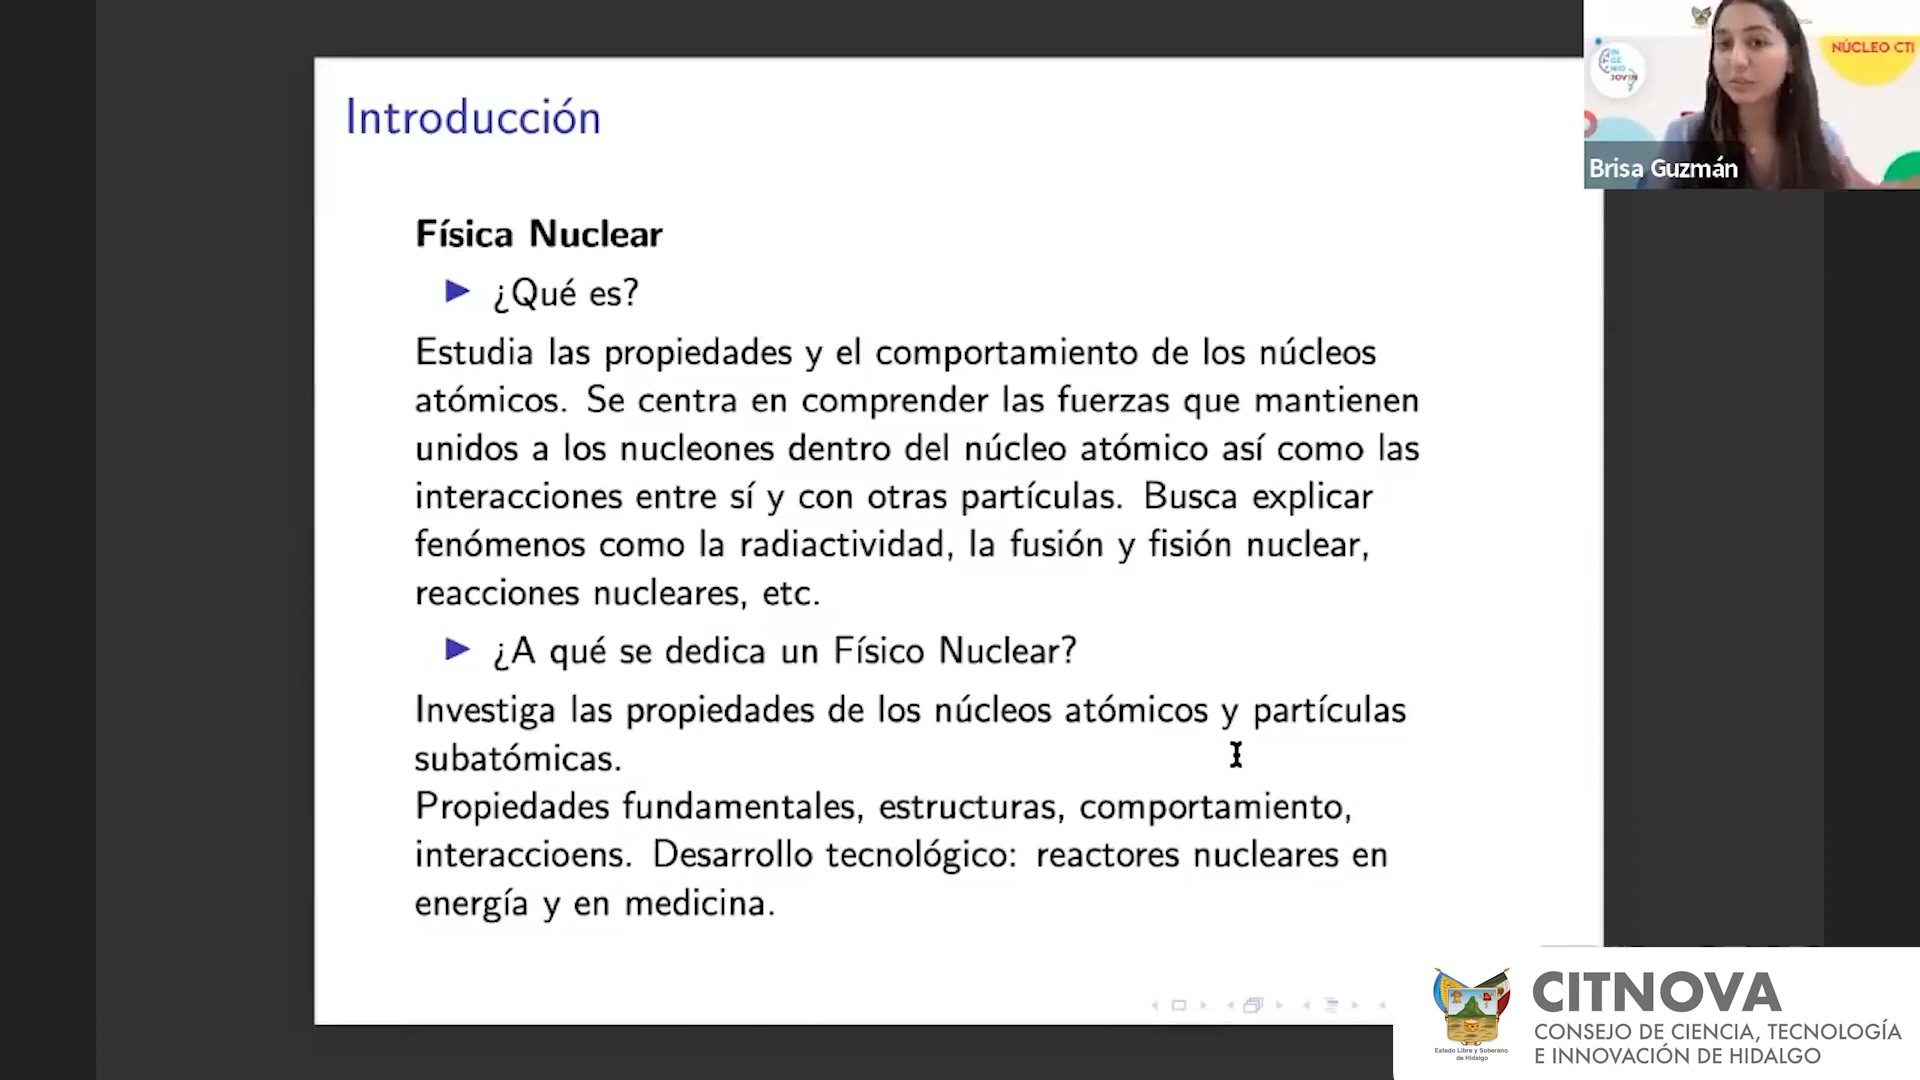 Introducción
NÚCLEO CTI
IN
GE
NIO
JOVEN
Brisa Guzmán
Física Nuclear
¿Qué es?
Estudia las propiedades y el comportamiento de los núcleos
atómicos. Se centra en comprender las fuerzas que mantienen
unidos a los nucleones dentro del núcleo atómico así como las
interacciones entre sí y con otras partículas. Busca explicar
fenómenos como la radiactividad, la fusión y fisión nuclear,
reacciones nucleares, etc.
¿A qué se dedica un Físico Nuclear?
Investiga las propiedades de los núcleos atómicos y partículas
subatómicas.
Propiedades fundamentales, estructuras, comportamiento,
interaccioens. Desarrollo tecnológico: reactores nucleares en
energía y en medicina.
Estado Libre y Soberano
de Hidalgo
CITNOVA
CONSEJO DE CIENCIA, TECNOLOGÍA
E INNOVACIÓN DE HIDALGO